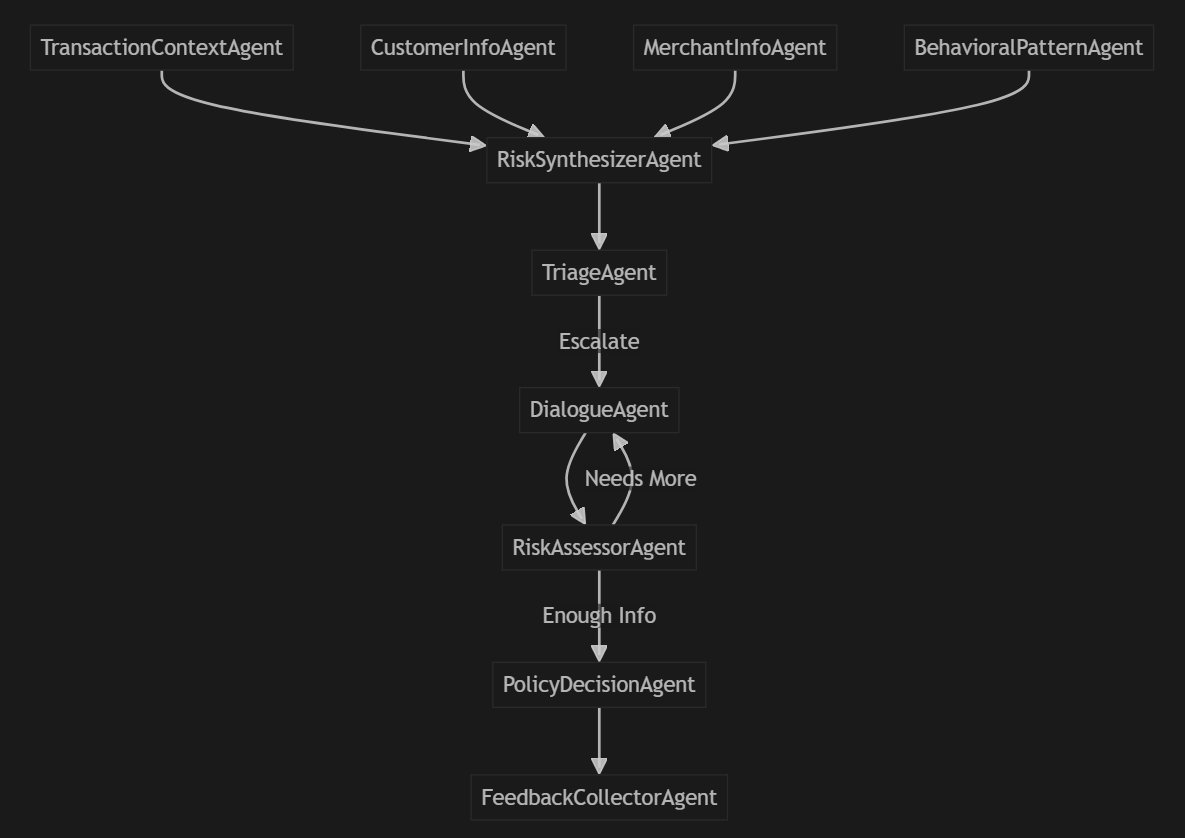 TransactionContextAgent
CustomerInfoAgent
MerchantInfoAgent
BehavioralPatternAgent
RiskSynthesizerAgent
TriageAgent
Escalate
DialogueAgent
Needs More
RiskAssessorAgent
Enough Info
PolicyDecisionAgent
FeedbackCollectorAgent